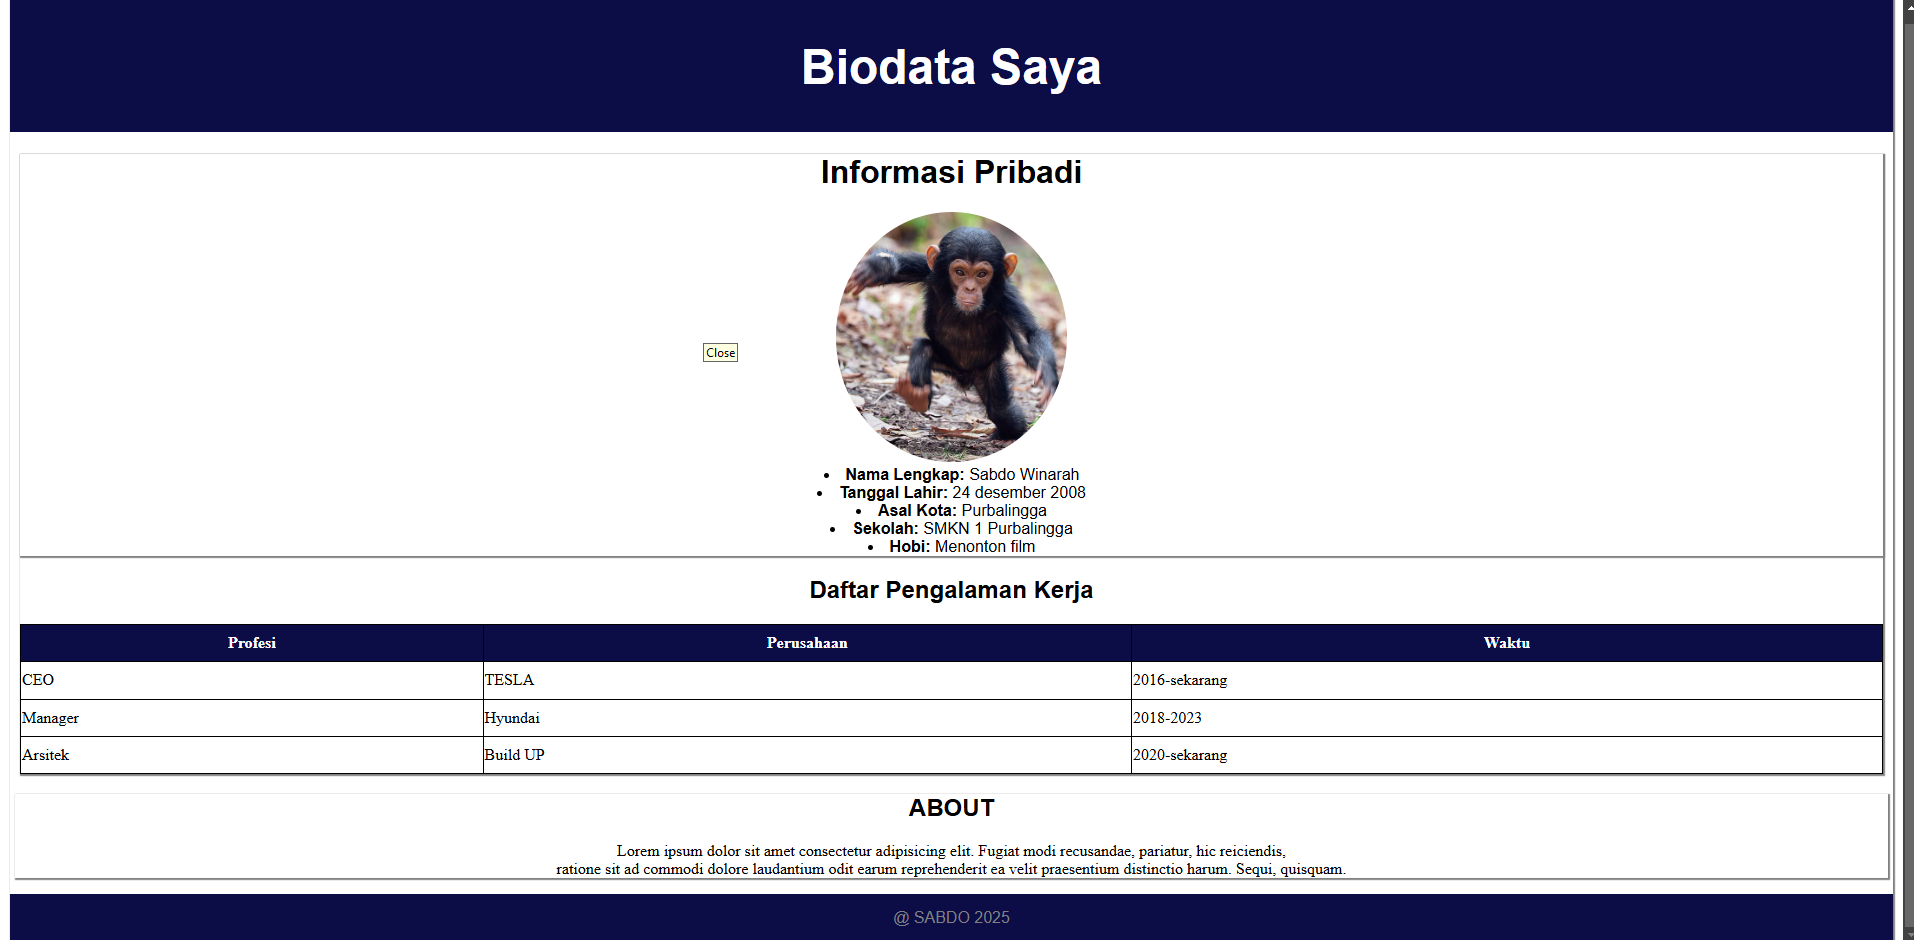 Biodata Saya
Informasi Pribadi
Close
• Nama Lengkap: Sabdo Winarah
• Tanggal Lahir: 24 desember 2008
• Asal Kota: Purbalingga
• Sekolah: SMKN 1 Purbalingga
• Hobi: Menonton film
Daftar Pengalaman Kerja
Profesi Perusahaan Waktu
CEO TESLA 2016-sekarang
Manager Hyundai 2018-2023
Arsitek Build UP 2020-sekarang
ABOUT
Lorem ipsum dolor sit amet consectetur adipisicing elit. Fugiat modi recusandae, pariatur, hic reiciendis,
ratione sit ad commodi dolore laudantium odit earum reprehenderit ea velit praesentium distinctio harum. Sequi, quisquam.
@ SABDO 2025